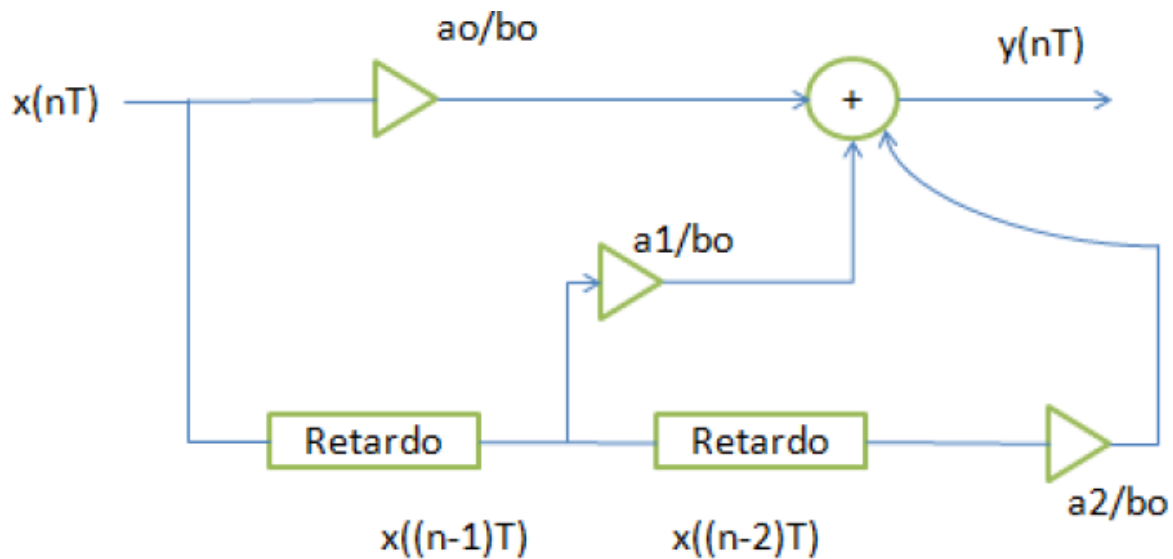 ao/bo
y(nT)
x(nT)
+
a1/bo
Retardo
Retardo
a2/bo
x((n-1)T)
x((n-2)T)